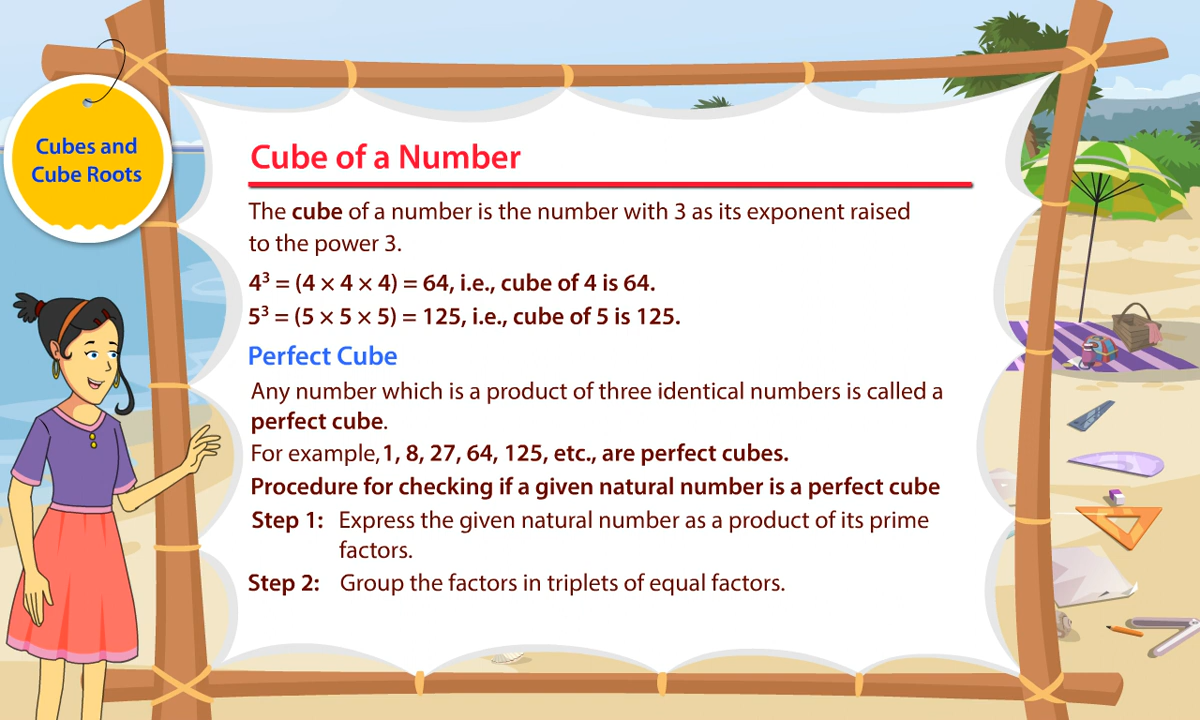 Cubes and
Cube Roots
Cube of a Number
The cube of a number is the number with 3 as its exponent raised
to the power 3.
4³ = (4 × 4 × 4) = 64, i.e., cube of 4 is 64.
5³ = (5 × 5 × 5) = 125, i.e., cube of 5 is 125.
Perfect Cube
Any number which is a product of three identical numbers is called a
perfect cube.
For example, 1, 8, 27, 64, 125, etc., are perfect cubes.
Procedure for checking if a given natural number is a perfect cube
Step 1: Express the given natural number as a product of its prime
factors.
Step 2: Group the factors in triplets of equal factors.